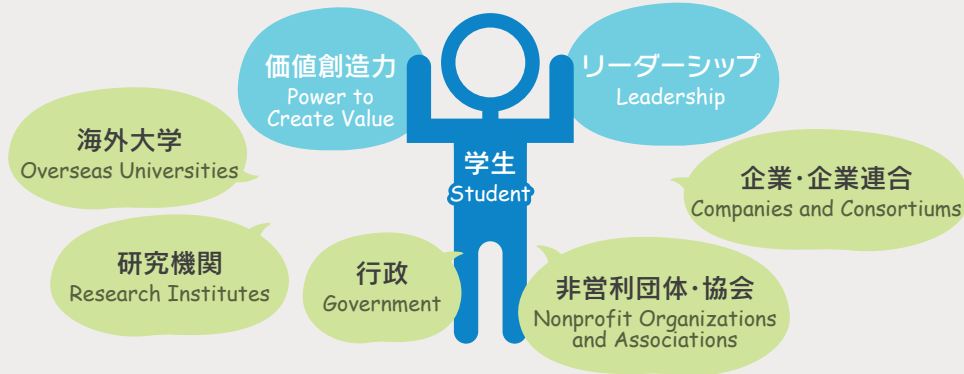 価値創造力
Power to
Create Value
リーダーシップ
Leadership
海外大学
Overseas Universities
学生
Student
企業・企業連合
Companies and Consortiums
研究機関
Research Institutes
行政
Government
非営利団体・協会
Nonprofit Organizations
and Associations